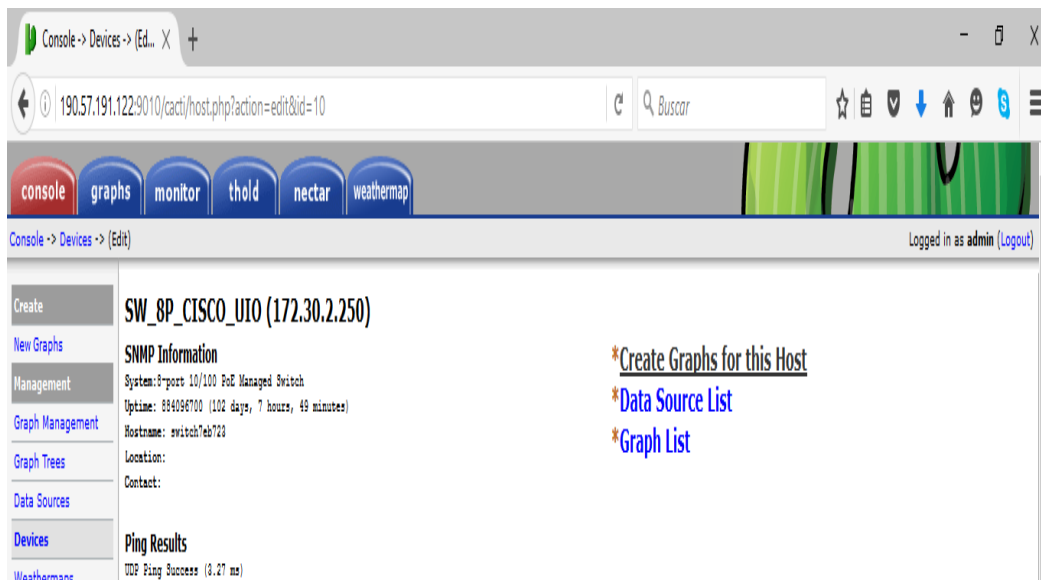 Console -> Devices -> (Ed...
190.57.191.122:9010/cacti/host.php?action=edit&id=10
Buscar
console graphs monitor thold nectar weathermap
Console -> Devices -> (Edit)
Logged in as admin (Logout)
Create
New Graphs
Management
Graph Management
Graph Trees
Data Sources
Devices
Weathermaps
SW_8P_CISCO_UIO (172.30.2.250)
SNMP Information
System:8-port 10/100 PoE Managed Switch
Uptime: 884096700 (102 days, 7 hours, 49 minutes)
Hostname: switch7eb723
Location:
Contact:
Ping Results
UDP Ping Success (3.27 ms)
*Create Graphs for this Host
*Data Source List
*Graph List